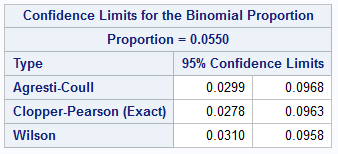 Confidence Limits for the Binomial Proportion
Proportion = 0.0550
Type 95% Confidence Limits
Agresti-Coull 0.0299 0.0968
Clopper-Pearson (Exact) 0.0278 0.0963
Wilson 0.0310 0.0958